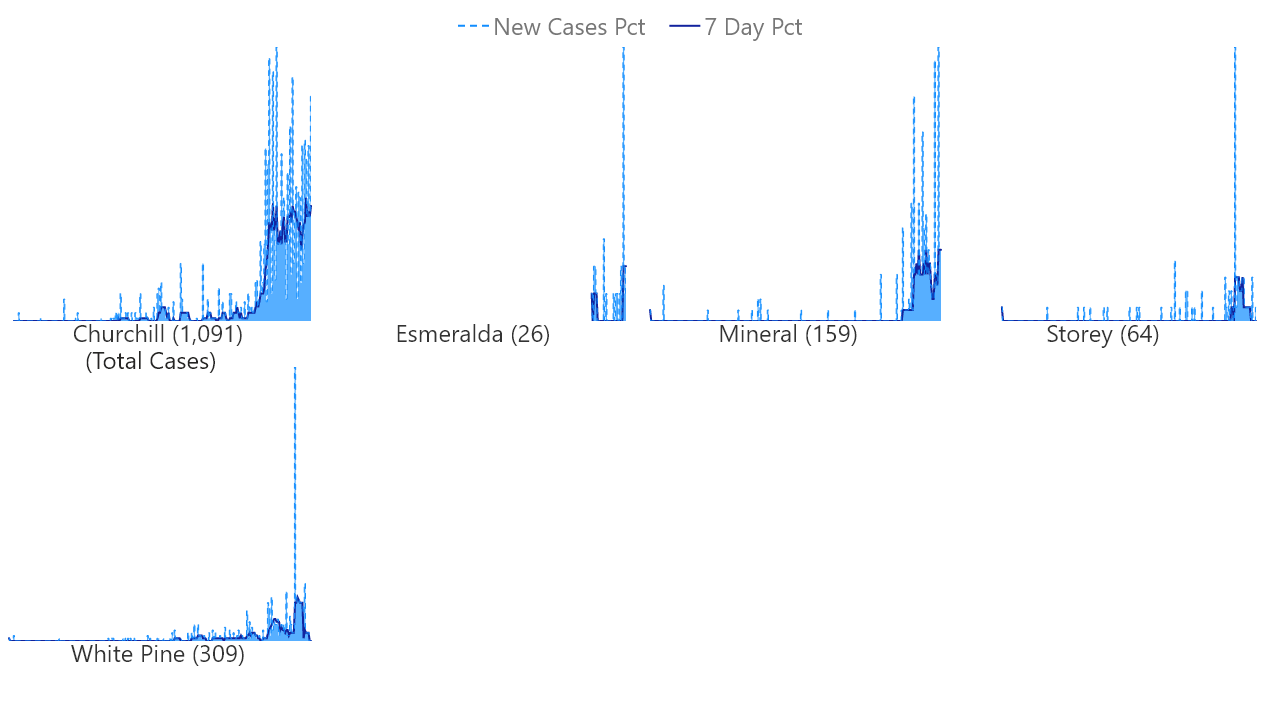 New Cases Pct 7 Day Pct
Churchill (1,091) Esmeralda (26) Mineral (159) Storey (64)
(Total Cases)
White Pine (309)